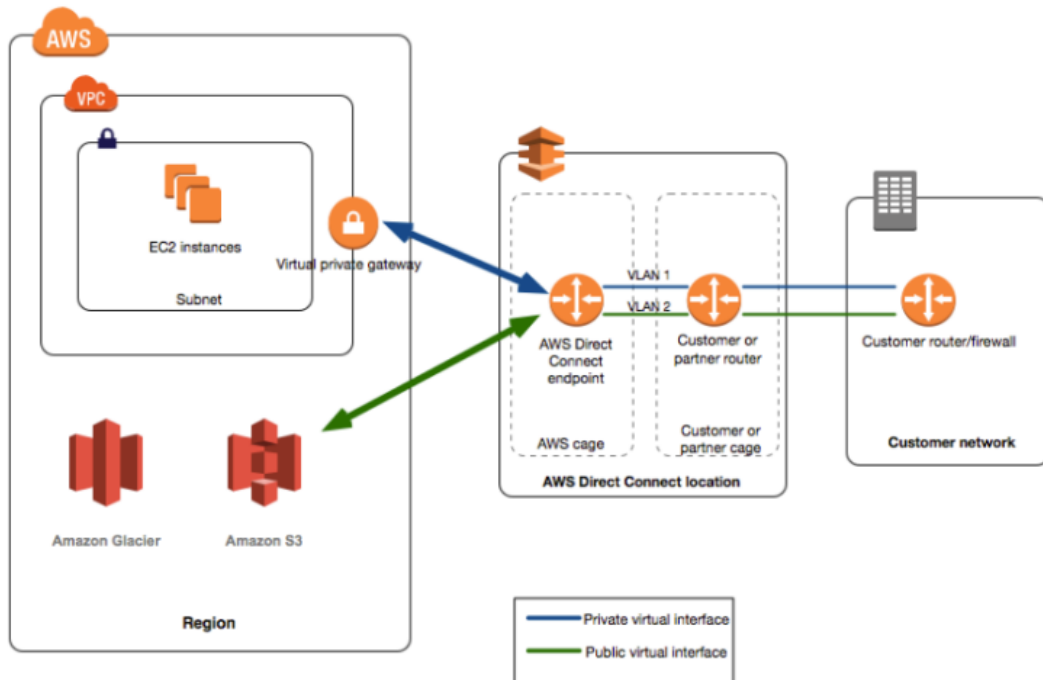 AWS
VPC
EC2 instances
Subnet
Virtual private gateway
Amazon Glacier
Amazon S3
Region
VLAN 1
VLAN 2
AWS Direct
Connect
endpoint
AWS cage
Customer or
partner router
Customer or
partner cage
AWS Direct Connect location
Customer router/firewall
Customer network
Private virtual interface
Public virtual interface